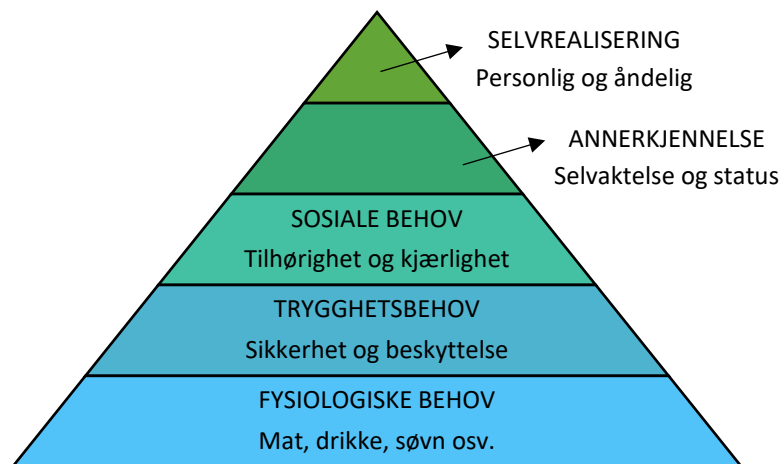 SELVREALISERING
Personlig og åndelig
ANNERKJENNELSE
Selvaktelse og status
SOSIALE BEHOV
Tilhørighet og kjærlighet
TRYGGHETSBEHOV
Sikkerhet og beskyttelse
FYSIOLOGISKE BEHOV
Mat, drikke, søvn osv.